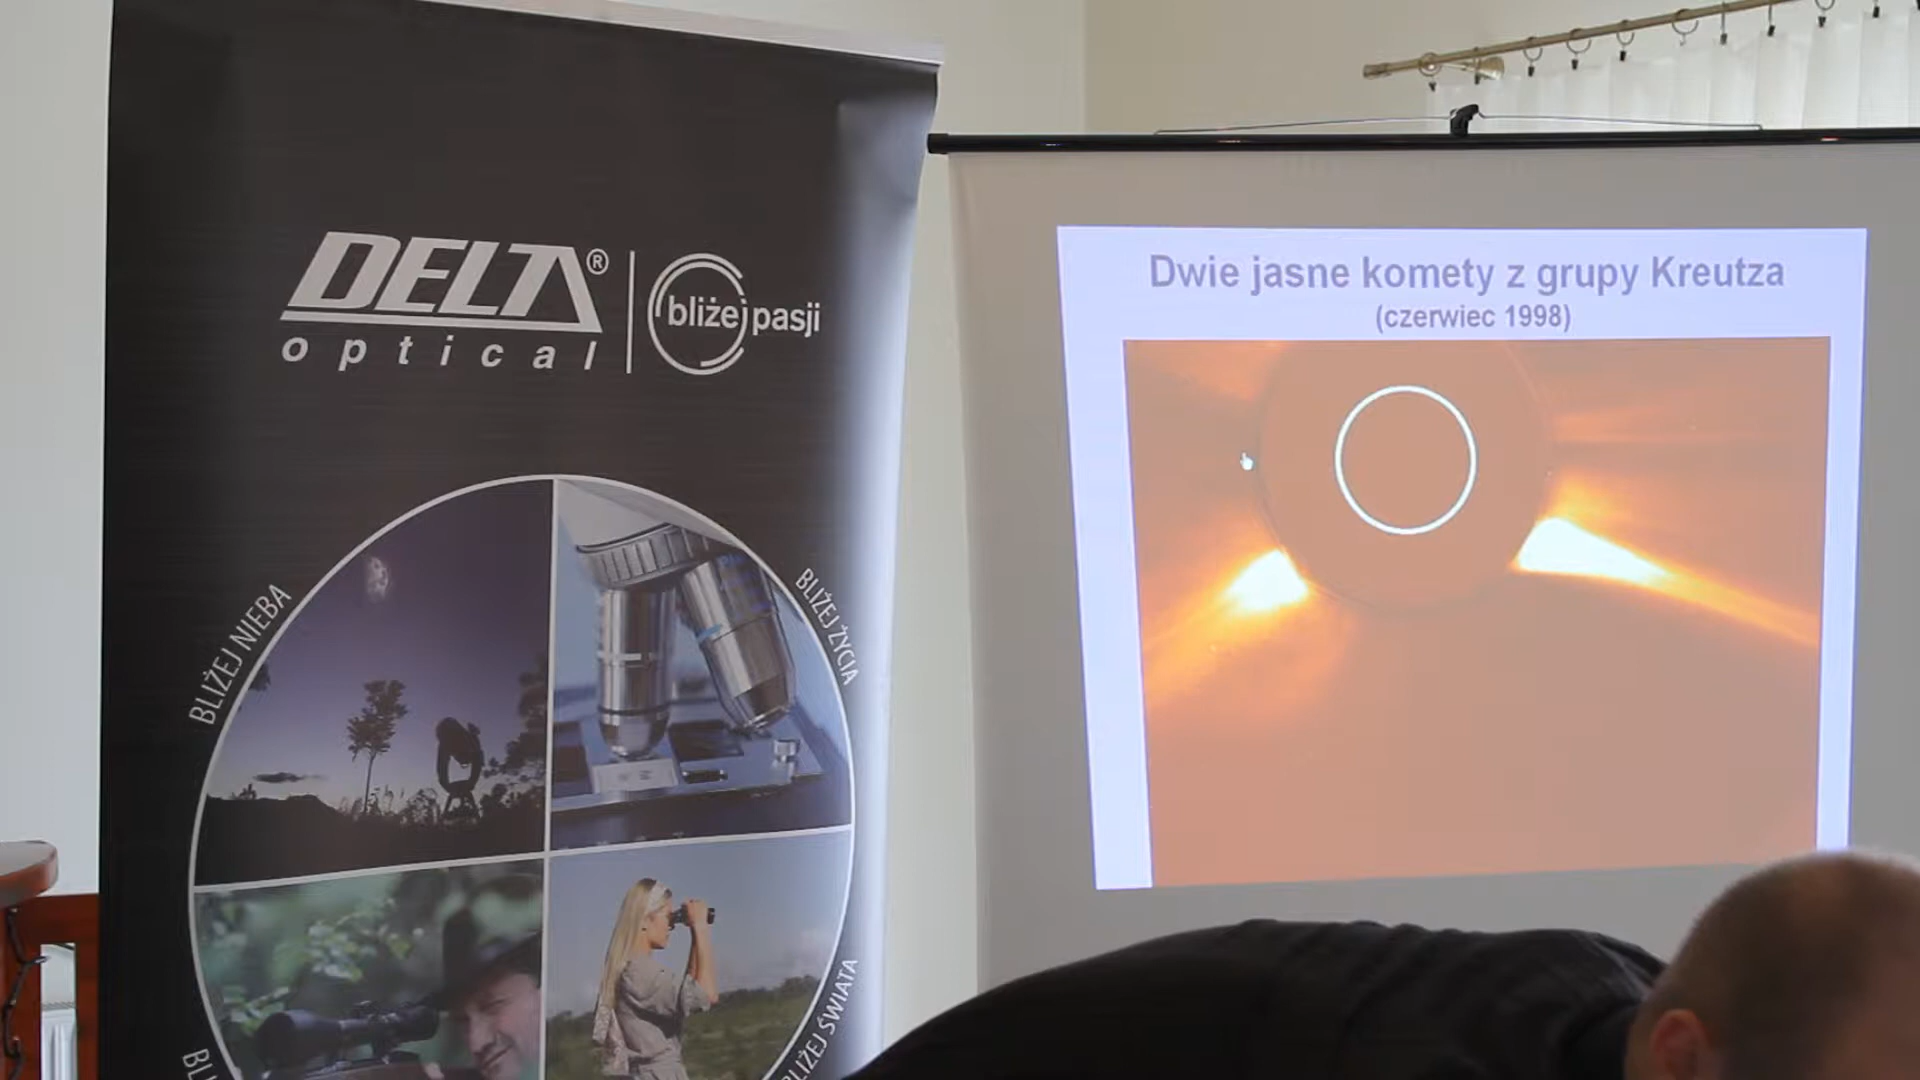 DELTA®
optical
bliżej pasji
BLIŻEJ NIEBA
BLIŻEJ ŻYCIA
BLIŻEJ ŚWIATA
Dwie jasne komety z grupy Kreutza
(czerwiec 1998)